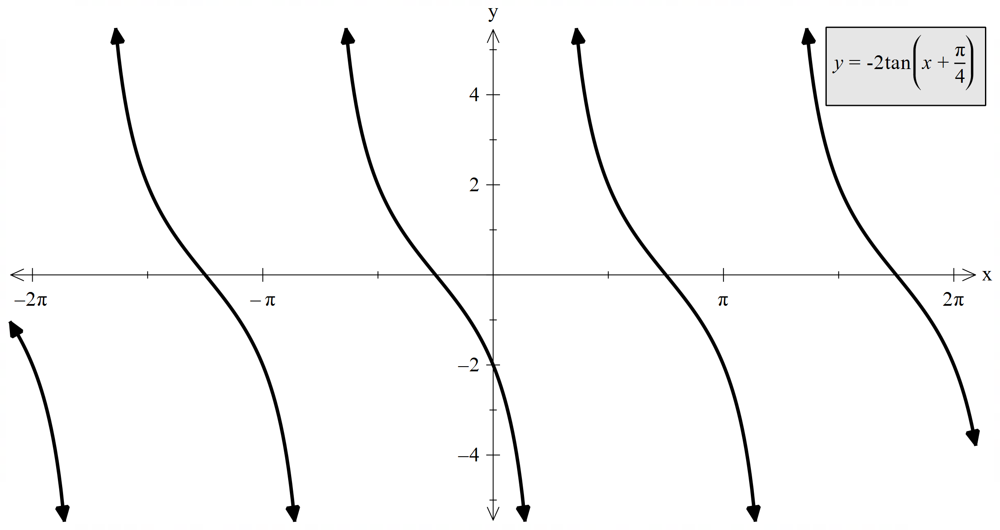 y
y = -2tan(x + π/4)
4
2
x
–2π
– π
π
2π
–2
–4